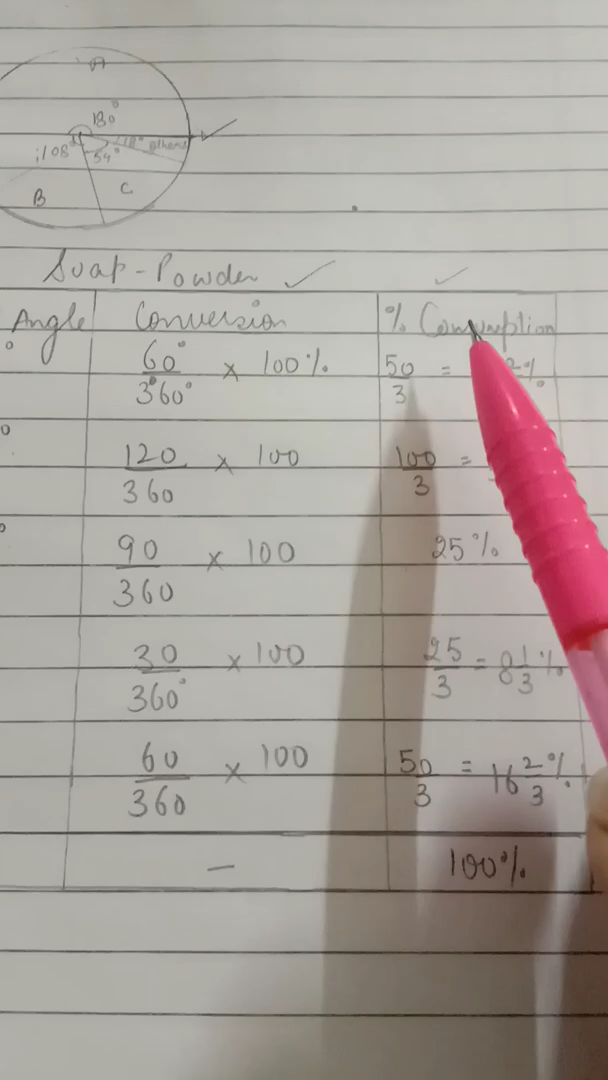 A
180°
108°
54°
18° others
B
C
Soap-Powder ✓ ✓
Angle Conversion % Consumption
° 60°/360° × 100% 50/3 = 2%
° 120/360 × 100 100/3 =
° 90/360 × 100 25%
30/360° × 100 25/3 = 8 1/3 %
60/360 × 100 50/3 = 16 2/3 %
— 100%